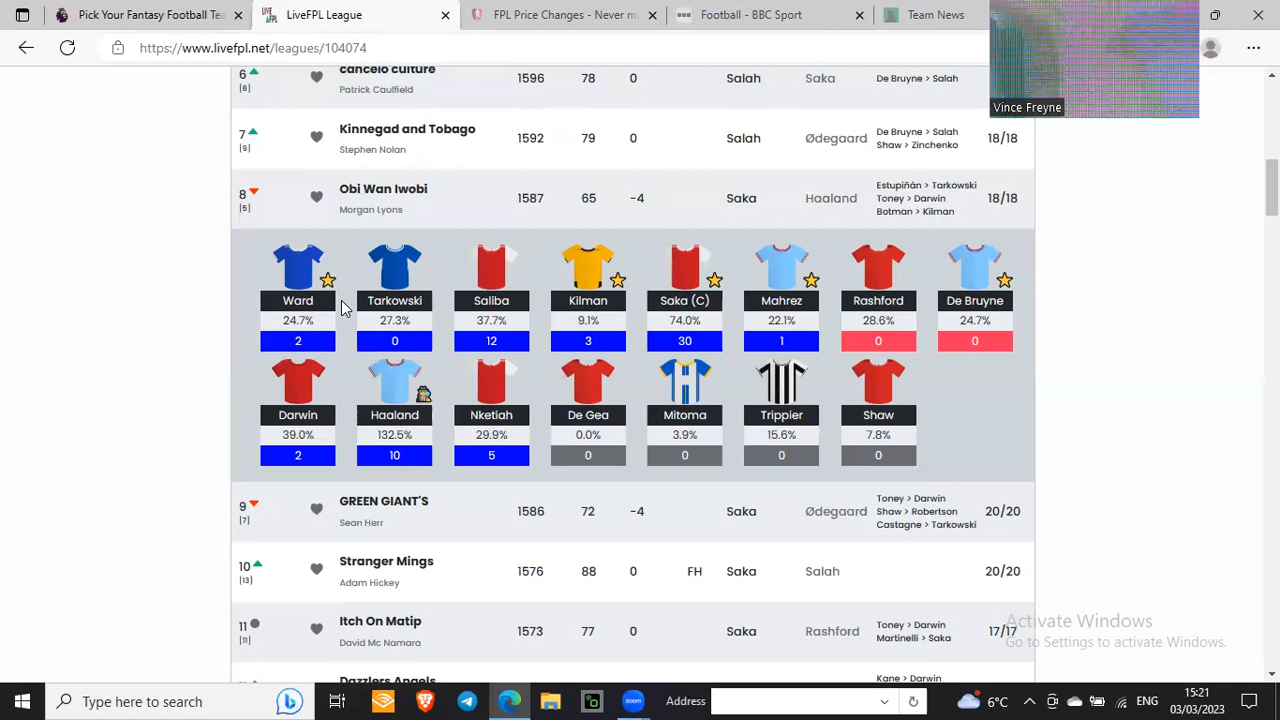 Pick Your Fantasy Football Tea
LiveFPL League
PL Price Changes - Never m
Football - BBC Sport
Team News
https://www.livefpl.net/leagues/104074
Vince Freyne
6 cancelo culture 1596 78 0 Salah Saka De Bruyne > Salah
[8] Patrick Caulfield
7 Kinnegad and Tobago 1592 79 0 Salah Ødegaard De Bruyne > Salah 18/18
[9] Stephen Nolan Shaw > Zinchenko
8 Obi Wan Iwobi 1587 65 -4 Saka Haaland Estupiñán > Tarkowski 18/18
[5] Morgan Lyons Toney > Darwin
Botman > Kilman
Ward Tarkowski Saliba Kilman Saka (C) Mahrez Rashford De Bruyne
24.7% 27.3% 37.7% 9.1% 74.0% 22.1% 28.6% 24.7%
2 0 12 3 30 1 0 0
Darwin Haaland Nketiah De Gea Mitoma Trippier Shaw
39.0% 132.5% 29.9% 0.0% 3.9% 15.6% 7.8%
2 10 5 0 0 0 0
9 GREEN GIANT'S 1586 72 -4 Saka Ødegaard Toney > Darwin 20/20
[7] Sean Herr Shaw > Robertson
Castagne > Tarkowski
10 Stranger Mings 1576 88 0 FH Saka Salah 20/20
[13] Adam Hickey
11 Itch On Matip 1573 77 0 Saka Rashford Toney > Darwin 17/17
[11] David Mc Namara Martinelli > Saka
Dazzlers Angels Kane > Darwin
Activate Windows
Go to Settings to activate Windows.
Type here to search
Address
6°C
ENG
15:21
03/03/2023